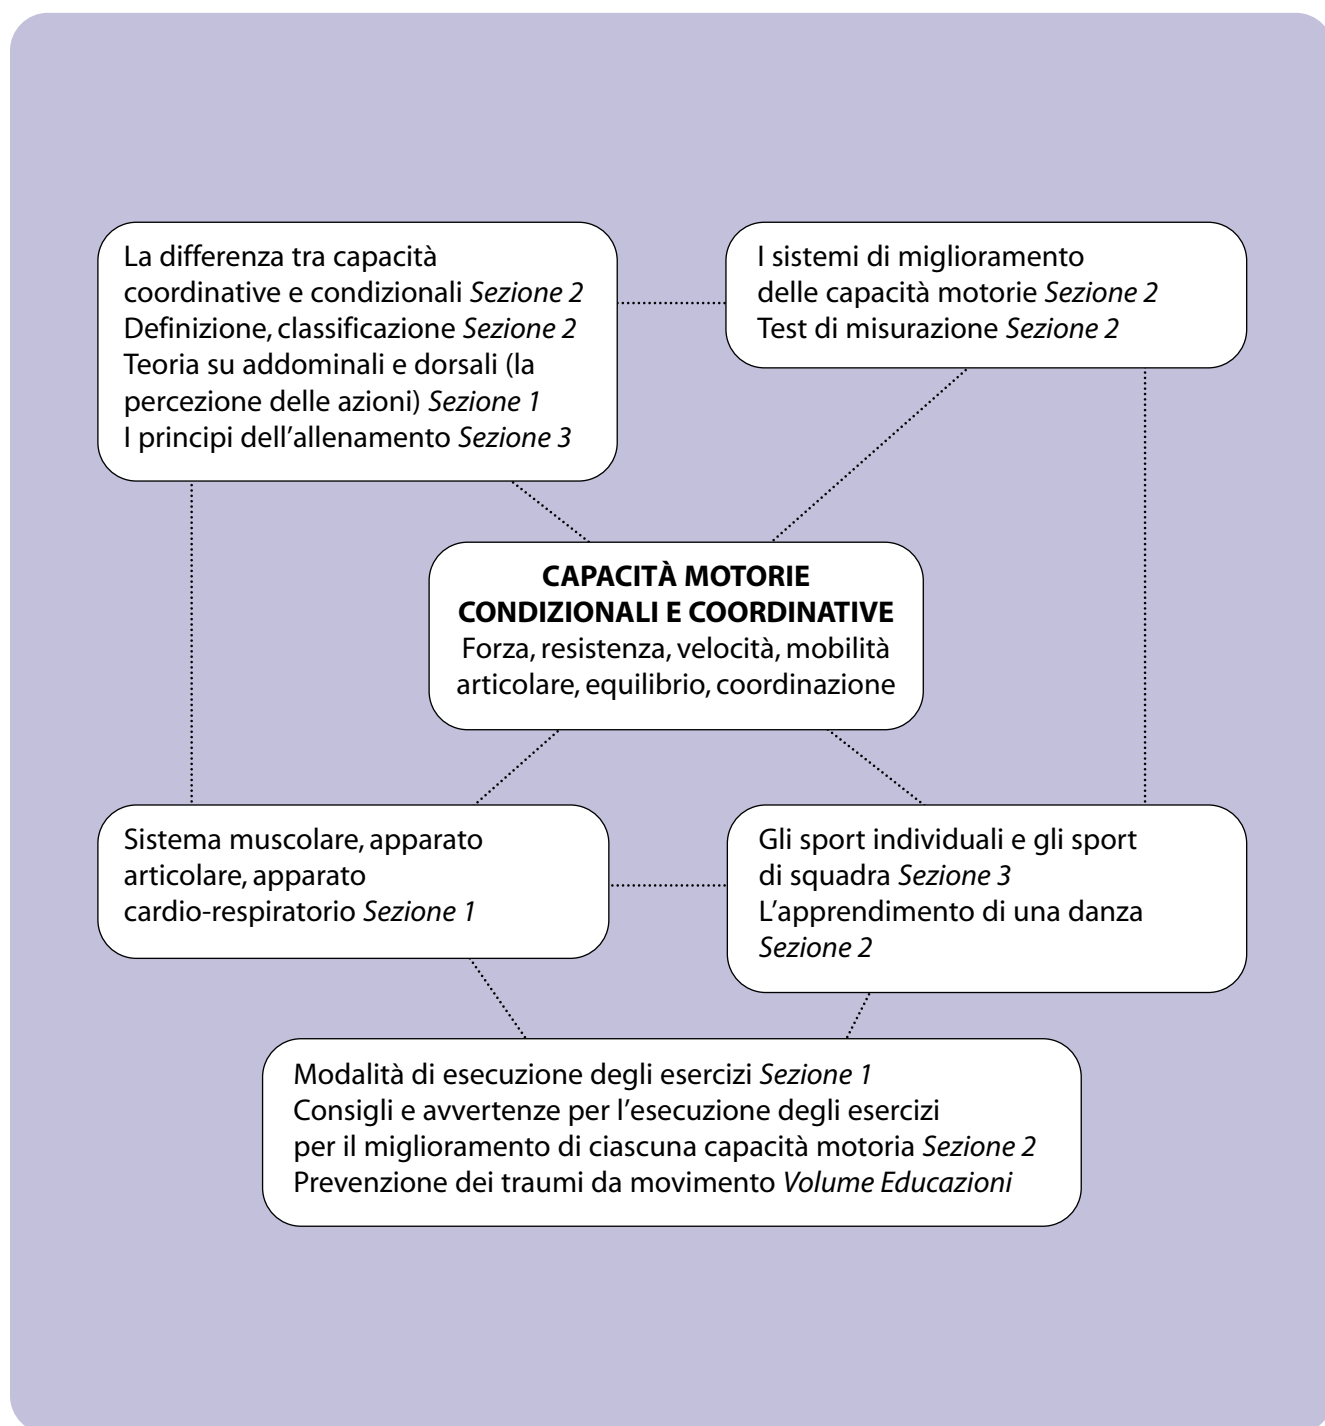 La differenza tra capacità
coordinative e condizionali Sezione 2
Definizione, classificazione Sezione 2
Teoria su addominali e dorsali (la
percezione delle azioni) Sezione 1
I principi dell’allenamento Sezione 3
I sistemi di miglioramento
delle capacità motorie Sezione 2
Test di misurazione Sezione 2
CAPACITÀ MOTORIE
CONDIZIONALI E COORDINATIVE
Forza, resistenza, velocità, mobilità
articolare, equilibrio, coordinazione
Sistema muscolare, apparato
articolare, apparato
cardio-respiratorio Sezione 1
Gli sport individuali e gli sport
di squadra Sezione 3
L’apprendimento di una danza
Sezione 2
Modalità di esecuzione degli esercizi Sezione 1
Consigli e avvertenze per l’esecuzione degli esercizi
per il miglioramento di ciascuna capacità motoria Sezione 2
Prevenzione dei traumi da movimento Volume Educazioni